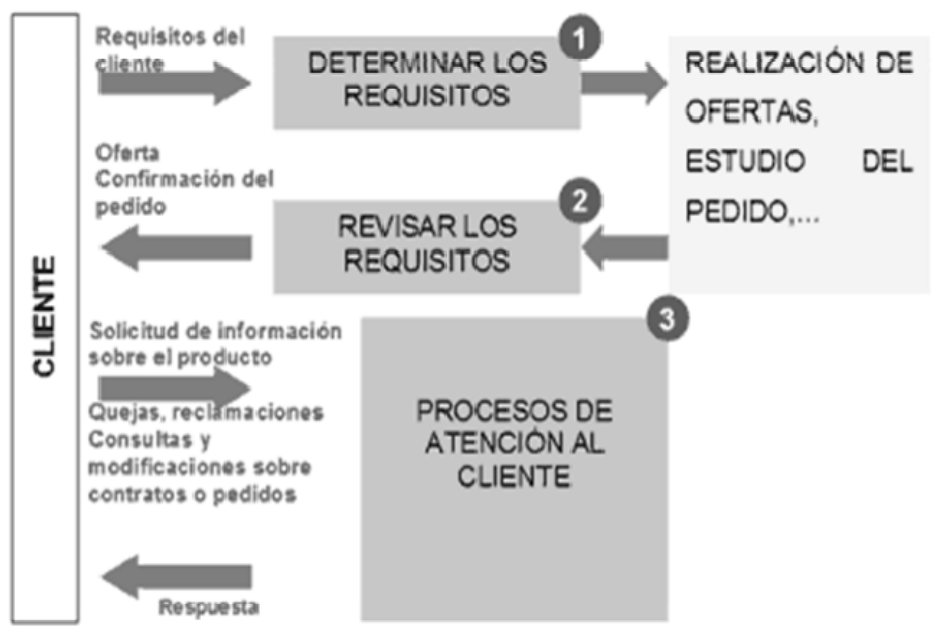 CLIENTE
Requisitos del
cliente
1
DETERMINAR LOS
REQUISITOS
REALIZACIÓN DE
OFERTAS,
ESTUDIO DEL
PEDIDO,...
Oferta
Confirmación del
pedido
2
REVISAR LOS
REQUISITOS
Solicitud de información
sobre el producto
Quejas, reclamaciones
Consultas y
modificaciones sobre
contratos o pedidos
3
PROCESOS DE
ATENCIÓN AL
CLIENTE
Respuesta